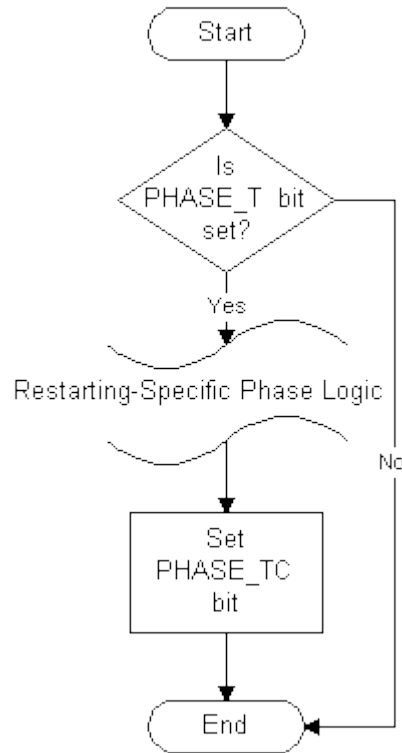 Start
Is
PHASE_T bit
set?
Yes
Restarting-Specific Phase Logic
No
Set
PHASE_TC
bit
End